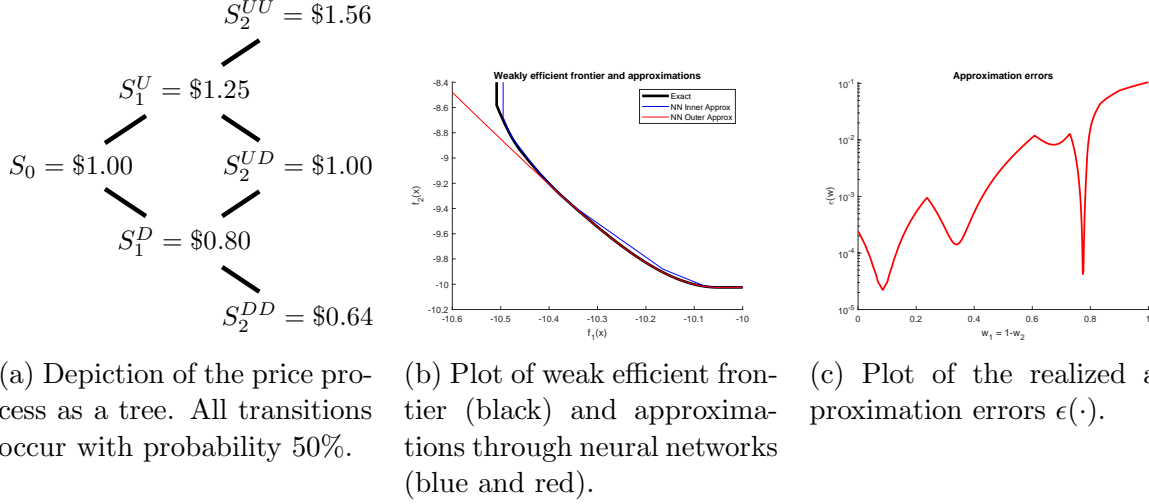 S_2^{UU} = $1.56
S_1^U = $1.25
S_0 = $1.00
S_2^{UD} = $1.00
S_1^D = $0.80
S_2^{DD} = $0.64
(a) Depiction of the price pro-
cess as a tree. All transitions
occur with probability 50%.
Weakly efficient frontier and approximations
Exact
NN Inner Approx
NN Outer Approx
f_2(x)
-8.4
-8.6
-8.8
-9
-9.2
-9.4
-9.6
-9.8
-10
-10.2
-10.6
-10.5
-10.4
-10.3
-10.2
-10.1
-10
f_1(x)
(b) Plot of weak efficient fron-
tier (black) and approxima-
tions through neural networks
(blue and red).
Approximation errors
ϵ(w)
10^{-1}
10^{-2}
10^{-3}
10^{-4}
10^{-5}
0
0.2
0.4
0.6
0.8
1
w_1 = 1-w_2
(c) Plot of the realized a
proximation errors ϵ(·).